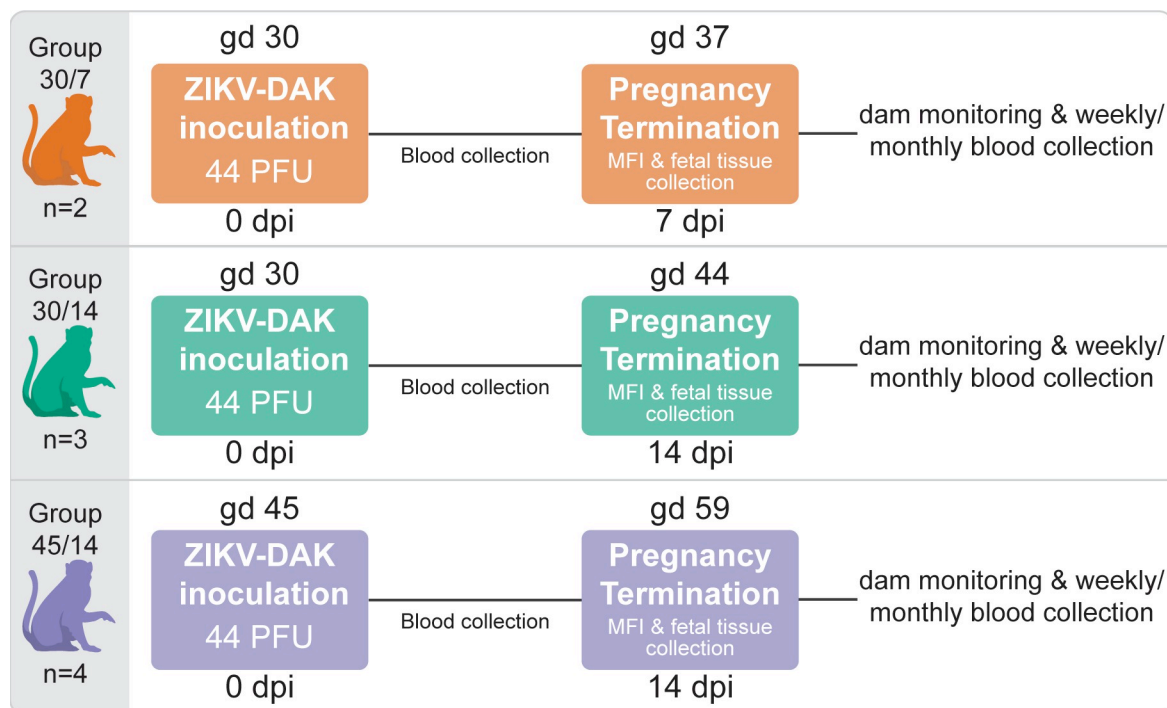 Group
30/7
n=2
gd 30
ZIKV-DAK
inoculation
44 PFU
0 dpi
Blood collection
gd 37
Pregnancy
Termination
MFI & fetal tissue
collection
7 dpi
dam monitoring & weekly/
monthly blood collection
Group
30/14
n=3
gd 30
ZIKV-DAK
inoculation
44 PFU
0 dpi
Blood collection
gd 44
Pregnancy
Termination
MFI & fetal tissue
collection
14 dpi
dam monitoring & weekly/
monthly blood collection
Group
45/14
n=4
gd 45
ZIKV-DAK
inoculation
44 PFU
0 dpi
Blood collection
gd 59
Pregnancy
Termination
MFI & fetal tissue
collection
14 dpi
dam monitoring & weekly/
monthly blood collection